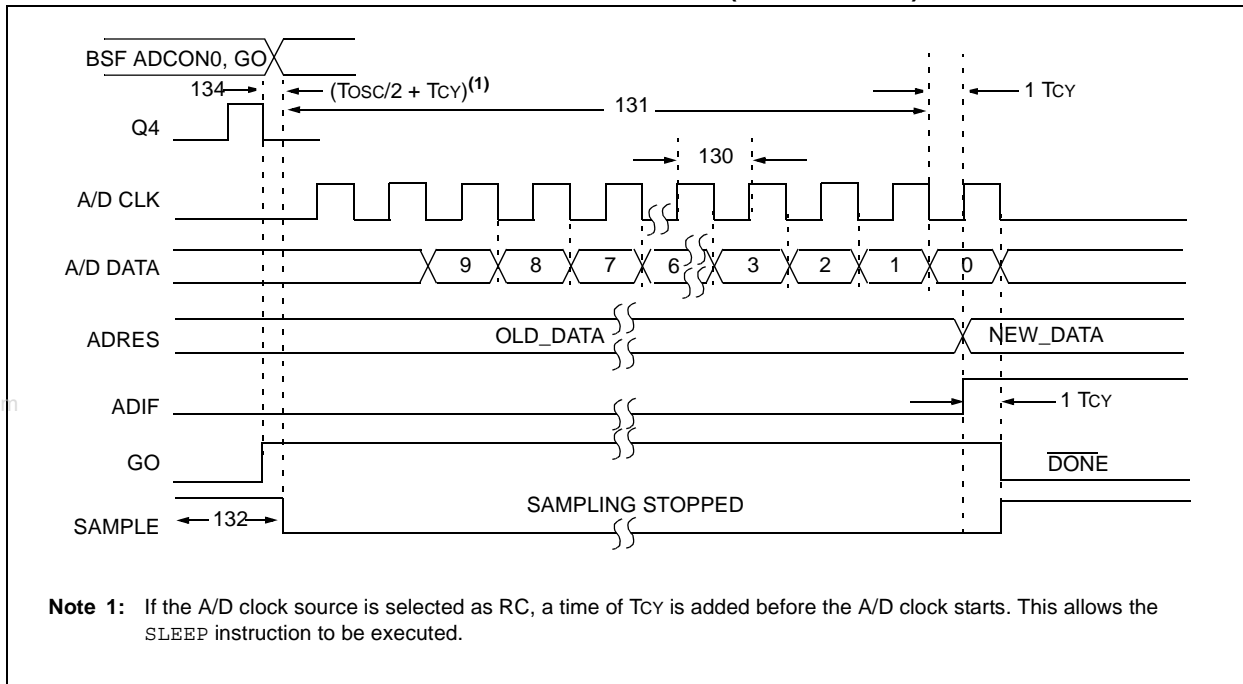 BSF ADCON0, GO
134 (TOSC/2 + TCY)(1) 1 TCY
131
Q4
130
A/D CLK
A/D DATA 9 8 7 6 3 2 1 0
ADRES OLD_DATA NEW_DATA
ADIF 1 TCY
GO DONE
SAMPLE 132 SAMPLING STOPPED
Note 1: If the A/D clock source is selected as RC, a time of TCY is added before the A/D clock starts. This allows the
SLEEP instruction to be executed.